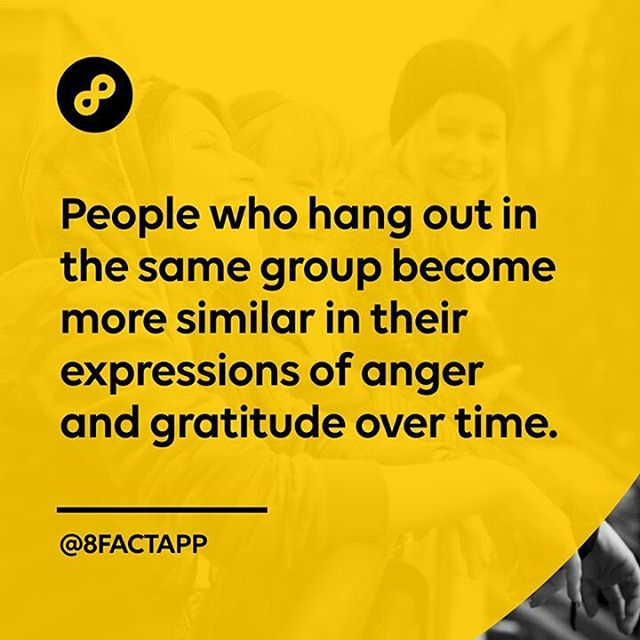 People who hang out in
the same group become
more similar in their
expressions of anger
and gratitude over time.
@8FACTAPP